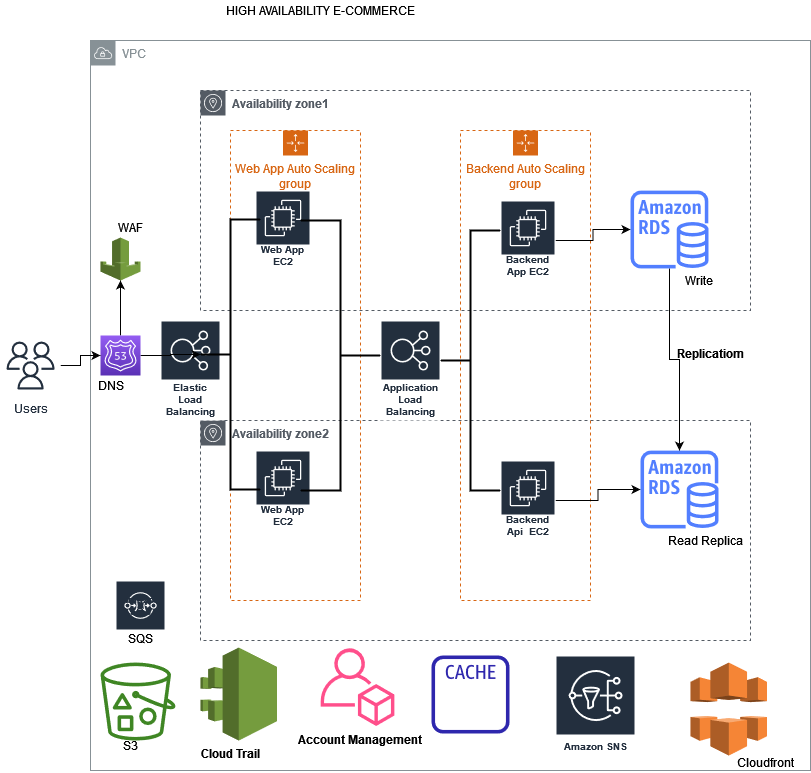 HIGH AVAILABILITY E-COMMERCE
VPC
Availability zone1
Web App Auto Scaling
group
Backend Auto Scaling
group
Web App
EC2
Backend
App EC2
Amazon
RDS
Write
WAF
53
DNS
Users
Elastic
Load
Balancing
Application
Load
Balancing
Replicatiom
Availability zone2
Web App
EC2
Backend
Api EC2
Amazon
RDS
Read Replica
SQS
S3
Cloud Trail
Account Management
CACHE
Amazon SNS
Cloudfront